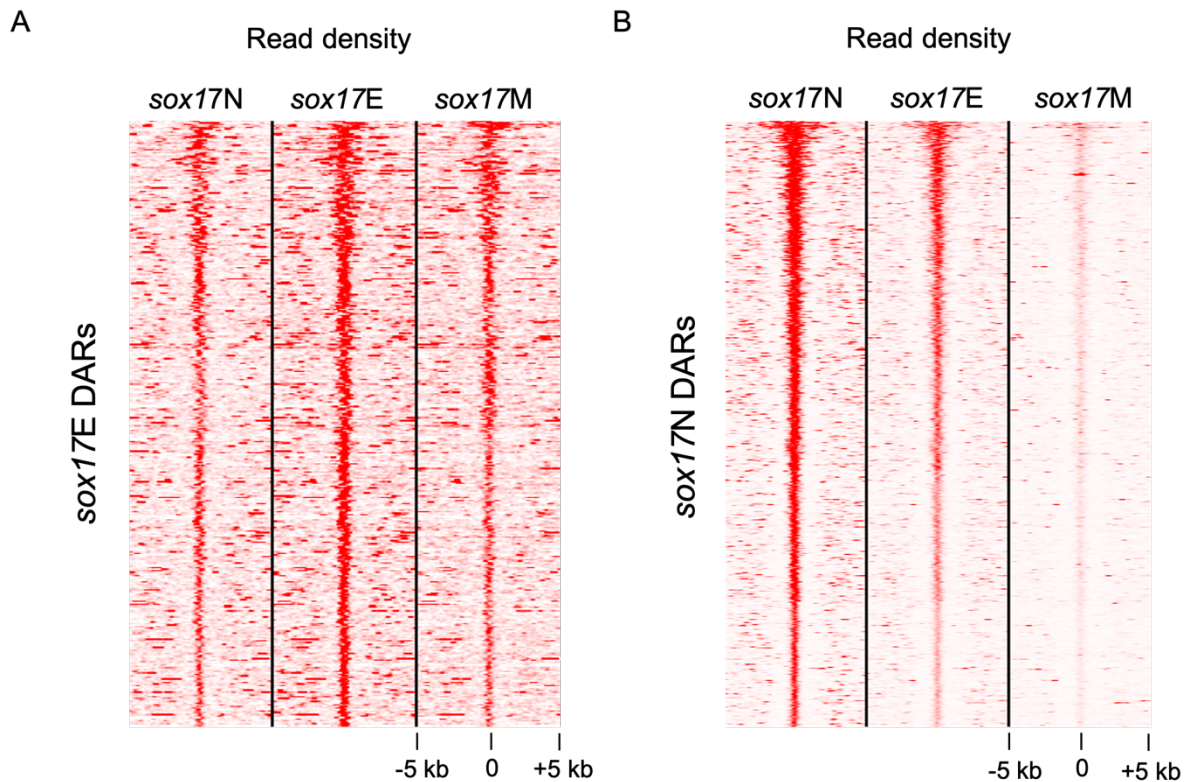 A
Read density
sox17N sox17E sox17M
sox17E DARs
-5 kb 0 +5 kb
B
Read density
sox17N sox17E sox17M
sox17N DARs
-5 kb 0 +5 kb